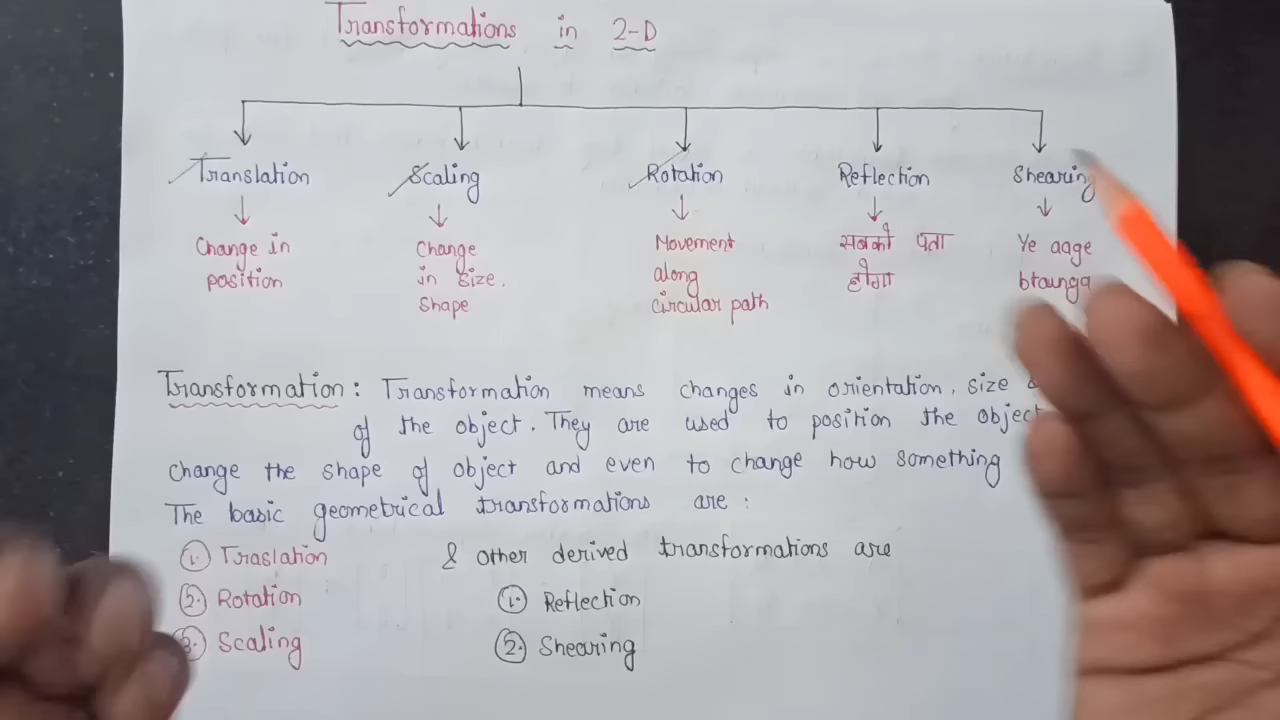 Transformations in 2-D
Translation Scaling Rotation Reflection Shearing
Change in position
Change in size. shape
Movement along circular path
सबको पता होगा
Ye aage btaunga
Transformation: Transformation means changes in orientation, size
of the object. They are used to position the object
change the shape of object and even to change how something
The basic geometrical transformations are:
1. Traslation & other derived transformations are
2. Rotation 1. Reflection
3. Scaling 2. Shearing